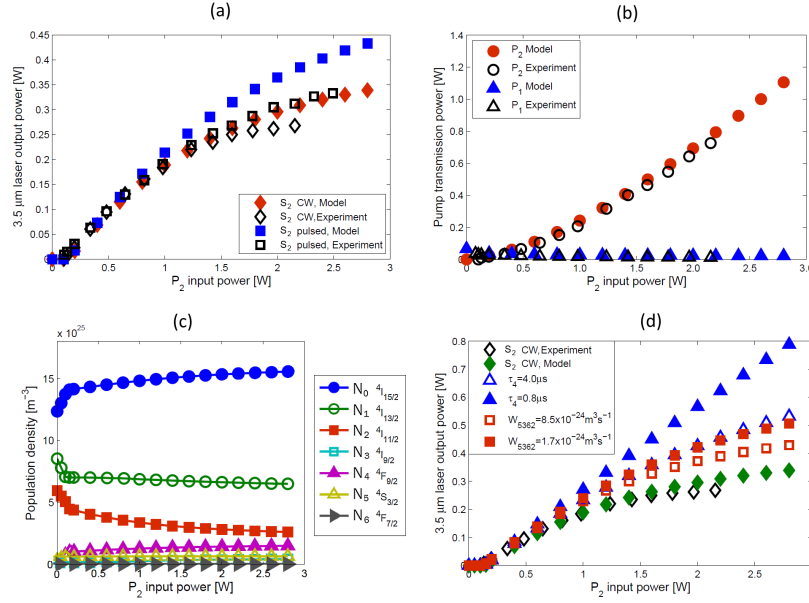 (a)
3.5 µm laser output power [W]
0.45
0.4
0.35
0.3
0.25
0.2
0.15
0.1
0.05
0
0 0.5 1 1.5 2 2.5 3
P₂ input power [W]
S₂ CW, Model
S₂ CW,Experiment
S₂ pulsed, Model
S₂ pulsed, Experiment
(b)
Pump transmission power [W]
1.4
1.2
1.0
0.8
0.6
0.4
0.2
0
0 0.5 1.0 1.5 2.0 2.5 3.0
P₂ input power [W]
P₂ Model
P₂ Experiment
P₁ Model
P₁ Experiment
(c)
x 10²⁵
Population density [m⁻³]
15
10
5
0
0 0.5 1 1.5 2 2.5 3
P₂ input power [W]
N₀ ⁴I₁₅/₂
N₁ ⁴I₁₃/₂
N₂ ⁴I₁₁/₂
N₃ ⁴I₉/₂
N₄ ⁴F₉/₂
N₅ ⁴S₃/₂
N₆ ⁴F₇/₂
(d)
3.5 µm laser output power [W]
0.8
0.7
0.6
0.5
0.4
0.3
0.2
0.1
0.0
0 0.5 1 1.5 2 2.5 3
P₂ input power [W]
S₂ CW,Experiment
S₂ CW, Model
τ₄=4.0µs
τ₄=0.8µs
W₅₃₆₂=8.5x10⁻²⁴m³s⁻¹
W₅₃₆₂=1.7x10⁻²⁴m³s⁻¹